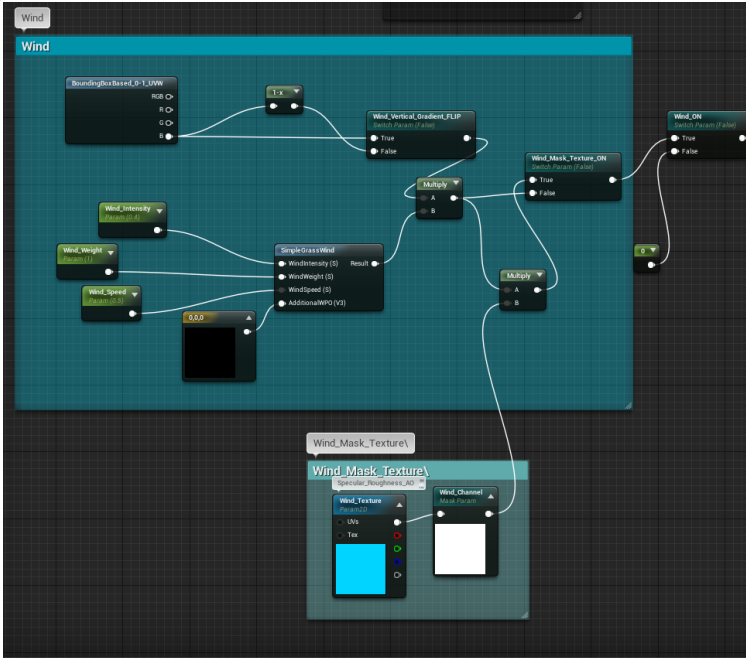 Wind
Wind
BoundingBoxBased_0-1_UVW
RGB
R
G
B
1-x
Wind_Vertical_Gradient_FLIP
Switch Param (False)
True
False
Wind_ON
Switch Param (False)
True
False
Wind_Mask_Texture_ON
Switch Param (False)
True
False
Multiply
A
B
Wind_Intensity
Param (0.4)
Wind_Weight
Param (1)
Wind_Speed
Param (0.5)
SimpleGrassWind
WindIntensity (S)
Result
WindWeight (S)
WindSpeed (S)
AdditionalWPO (V3)
0
Multiply
A
B
0,0,0
Wind_Mask_Texture\
Wind_Mask_Texture\
Specular_Roughness_AO
Wind_Texture
Param2D
UVs
Tex
Wind_Channel
Mask Param